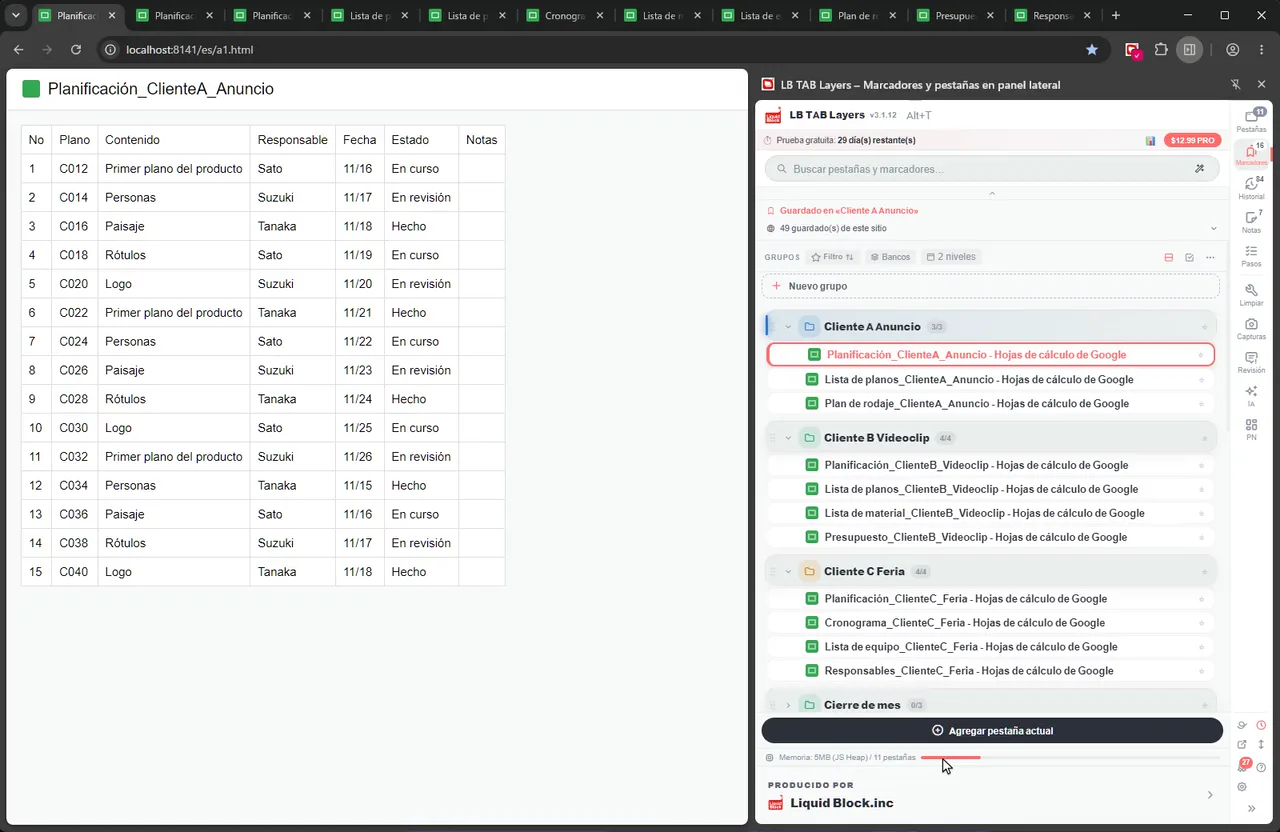 Planificac
Planificac
Planificac
Lista de p
Lista de p
Cronogra
Lista de m
Lista de e
Plan de ro
Presupues
Responsa
localhost:8141/es/a1.html
Planificación_ClienteA_Anuncio
No Plano Contenido Responsable Fecha Estado Notas
1 C012 Primer plano del producto Sato 11/16 En curso
2 C014 Personas Suzuki 11/17 En revisión
3 C016 Paisaje Tanaka 11/18 Hecho
4 C018 Rótulos Sato 11/19 En curso
5 C020 Logo Suzuki 11/20 En revisión
6 C022 Primer plano del producto Tanaka 11/21 Hecho
7 C024 Personas Sato 11/22 En curso
8 C026 Paisaje Suzuki 11/23 En revisión
9 C028 Rótulos Tanaka 11/24 Hecho
10 C030 Logo Sato 11/25 En curso
11 C032 Primer plano del producto Suzuki 11/26 En revisión
12 C034 Personas Tanaka 11/15 Hecho
13 C036 Paisaje Sato 11/16 En curso
14 C038 Rótulos Suzuki 11/17 En revisión
15 C040 Logo Tanaka 11/18 Hecho
LB TAB Layers – Marcadores y pestañas en panel lateral
LB TAB Layers v3.1.12 Alt+T
Prueba gratuita: 29 día(s) restante(s) $12.99 PRO
Buscar pestañas y marcadores...
Guardado en «Cliente A Anuncio»
49 guardado(s) de este sitio
GRUPOS Filtro Bancos 2 niveles
Nuevo grupo
Cliente A Anuncio 3/3
Planificación_ClienteA_Anuncio - Hojas de cálculo de Google
Lista de planos_ClienteA_Anuncio - Hojas de cálculo de Google
Plan de rodaje_ClienteA_Anuncio - Hojas de cálculo de Google
Cliente B Videoclip 4/4
Planificación_ClienteB_Videoclip - Hojas de cálculo de Google
Lista de planos_ClienteB_Videoclip - Hojas de cálculo de Google
Lista de material_ClienteB_Videoclip - Hojas de cálculo de Google
Presupuesto_ClienteB_Videoclip - Hojas de cálculo de Google
Cliente C Feria 4/4
Planificación_ClienteC_Feria - Hojas de cálculo de Google
Cronograma_ClienteC_Feria - Hojas de cálculo de Google
Lista de equipo_ClienteC_Feria - Hojas de cálculo de Google
Responsables_ClienteC_Feria - Hojas de cálculo de Google
Cierre de mes 0/3
Agregar pestaña actual
Memoria: 5MB (JS Heap) / 11 pestañas
PRODUCIDO POR
Liquid Block.inc
11
Pestañas
16
Marcadores
84
Historial
7
Notas
Pasos
Limpiar
Capturas
Revisión
IA
PN
27